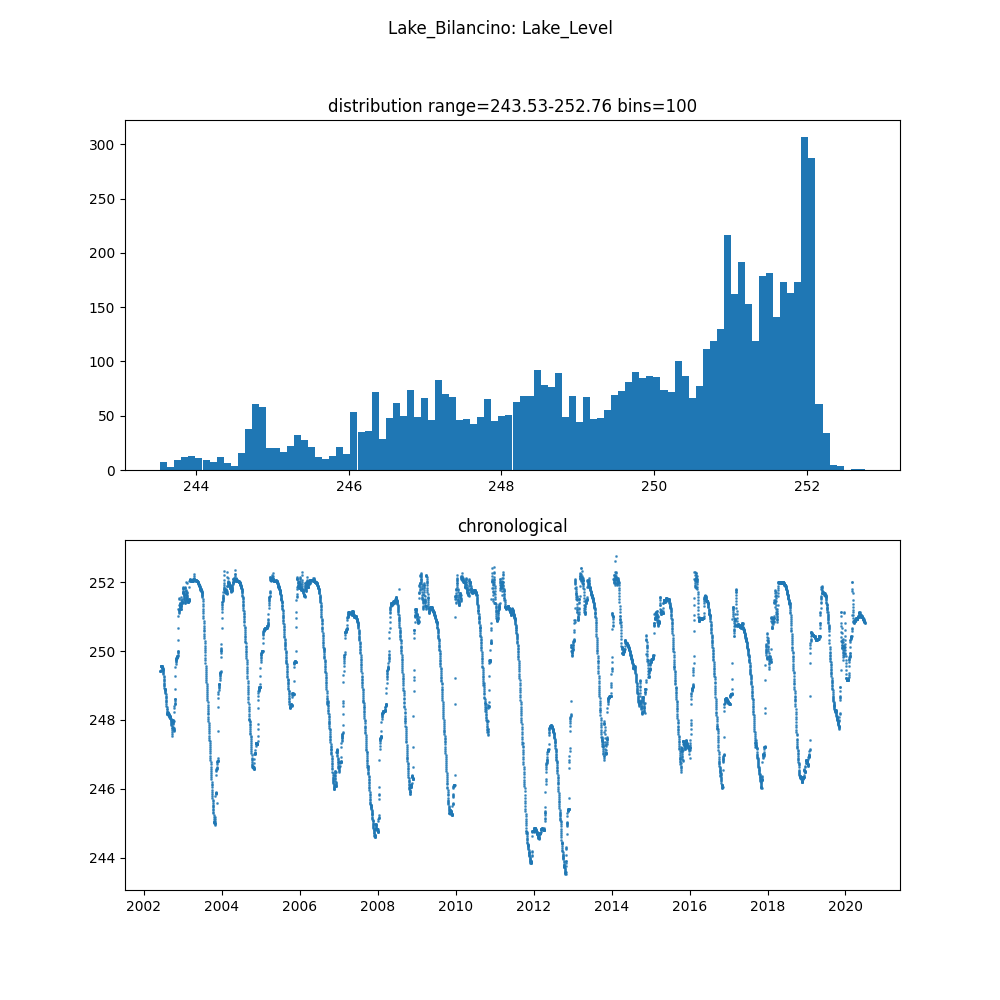 Lake_Bilancino: Lake_Level
distribution range=243.53-252.76 bins=100
300
250
200
150
100
50
0
244 246 248 250 252
chronological
252
250
248
246
244
2002 2004 2006 2008 2010 2012 2014 2016 2018 2020